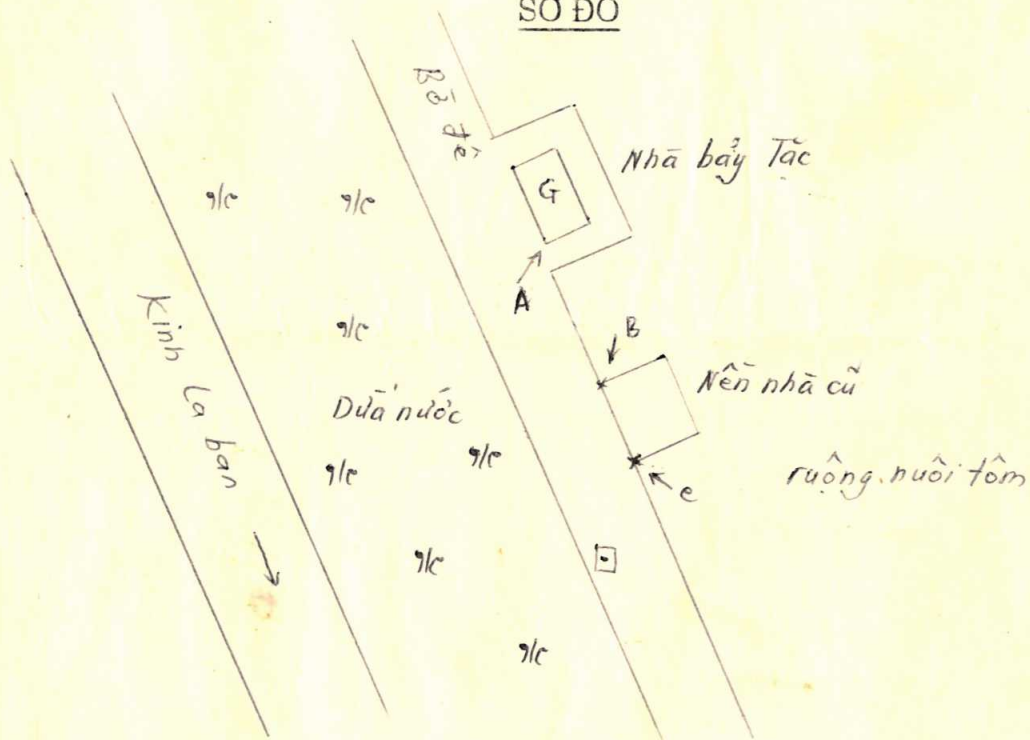 SƠ ĐỒ
Bờ đê
Nhà bảy Tắc
G
A
B
Kinh La ban
Dừa nước
Nền nhà cũ
ruộng nuôi tôm
C